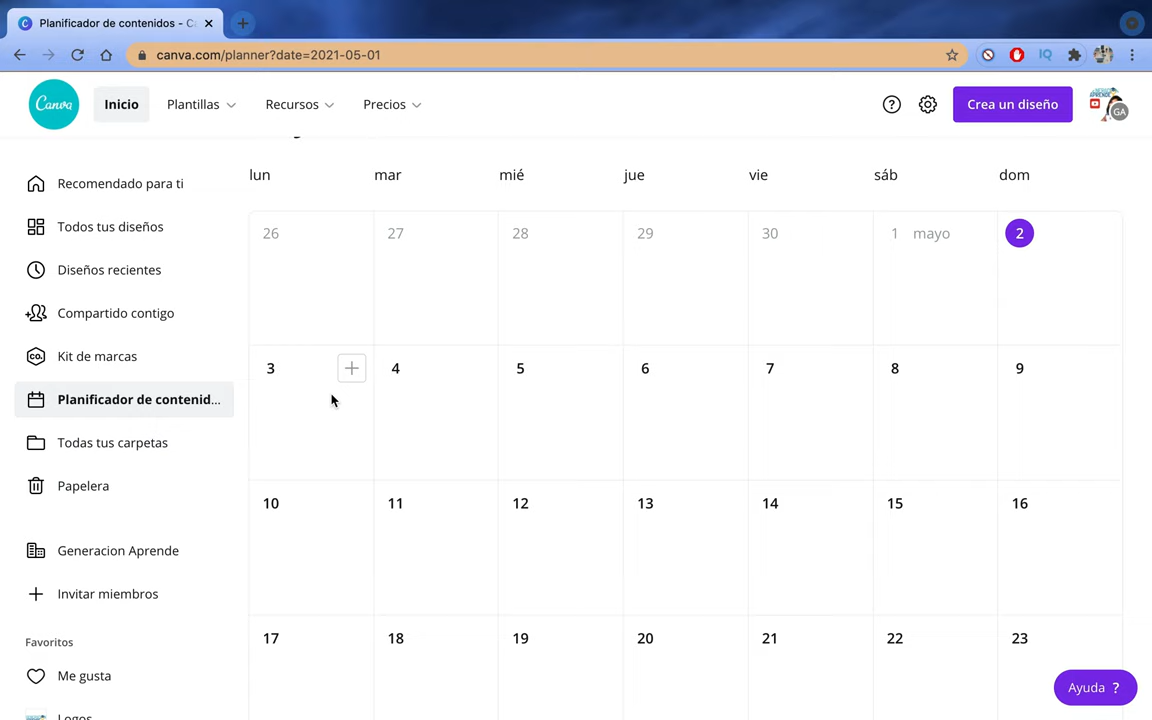 Planificador de contenidos - C
canva.com/planner?date=2021-05-01
IQ
Canva
Inicio
Plantillas
Recursos
Precios
Crea un diseño
GA
Recomendado para ti
Todos tus diseños
Diseños recientes
Compartido contigo
CO.
Kit de marcas
Planificador de contenid...
Todas tus carpetas
Papelera
Generacion Aprende
Invitar miembros
Favoritos
Me gusta
Logos
lun mar mié jue vie sáb dom
26 27 28 29 30 1 mayo 2
3 4 5 6 7 8 9
10 11 12 13 14 15 16
17 18 19 20 21 22 23
Ayuda ?